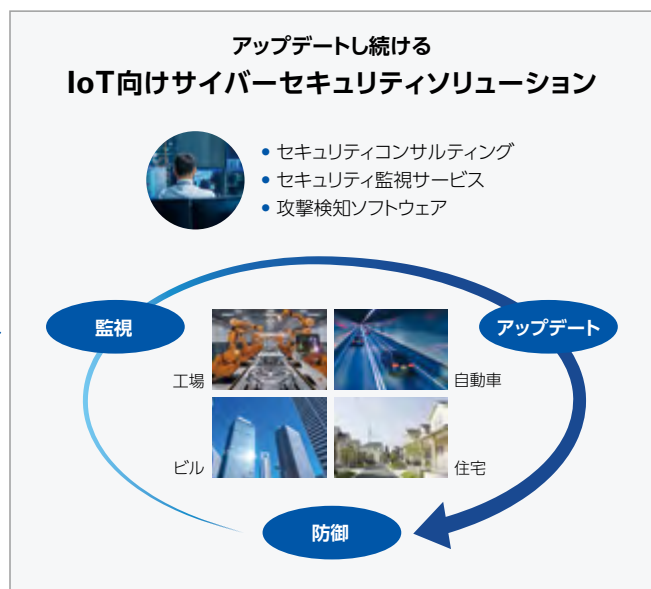 アップデートし続ける
IoT向けサイバーセキュリティソリューション
• セキュリティコンサルティング
• セキュリティ監視サービス
• 攻撃検知ソフトウェア
監視
アップデート
工場
自動車
ビル
住宅
防御